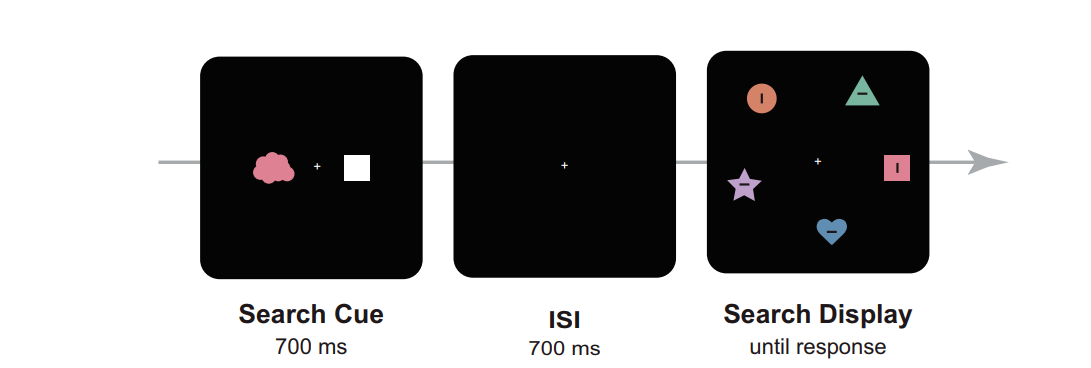 Search Cue
700 ms
ISI
700 ms
Search Display
until response